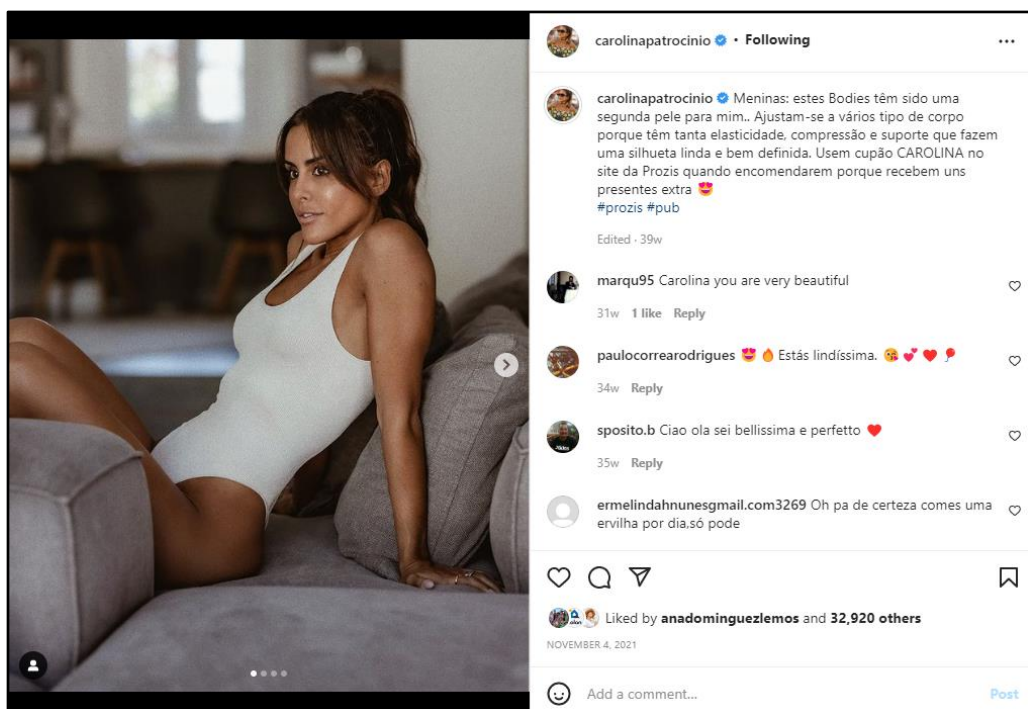 carolinapatrocinio • Following
carolinapatrocinio Meninas: estes Bodies têm sido uma
segunda pele para mim.. Ajustam-se a vários tipo de corpo
porque têm tanta elasticidade, compressão e suporte que fazem
uma silhueta linda e bem definida. Usem cupão CAROLINA no
site da Prozis quando encomendarem porque recebem uns
presentes extra 😍
#prozis #pub
Edited · 39w
marqu95 Carolina you are very beautiful
31w 1 like Reply
paulocorrearodrigues 😍 🔥 Estás lindíssima. 😘 💕 ❤️ 🎈
34w Reply
sposito.b Ciao ola sei bellissima e perfetto ❤️
35w Reply
ermelindahnunesgmail.com3269 Oh pa de certeza comes uma
ervilha por dia,só pode
Liked by anadominguezlemos and 32,920 others
NOVEMBER 4, 2021
Add a comment... Post